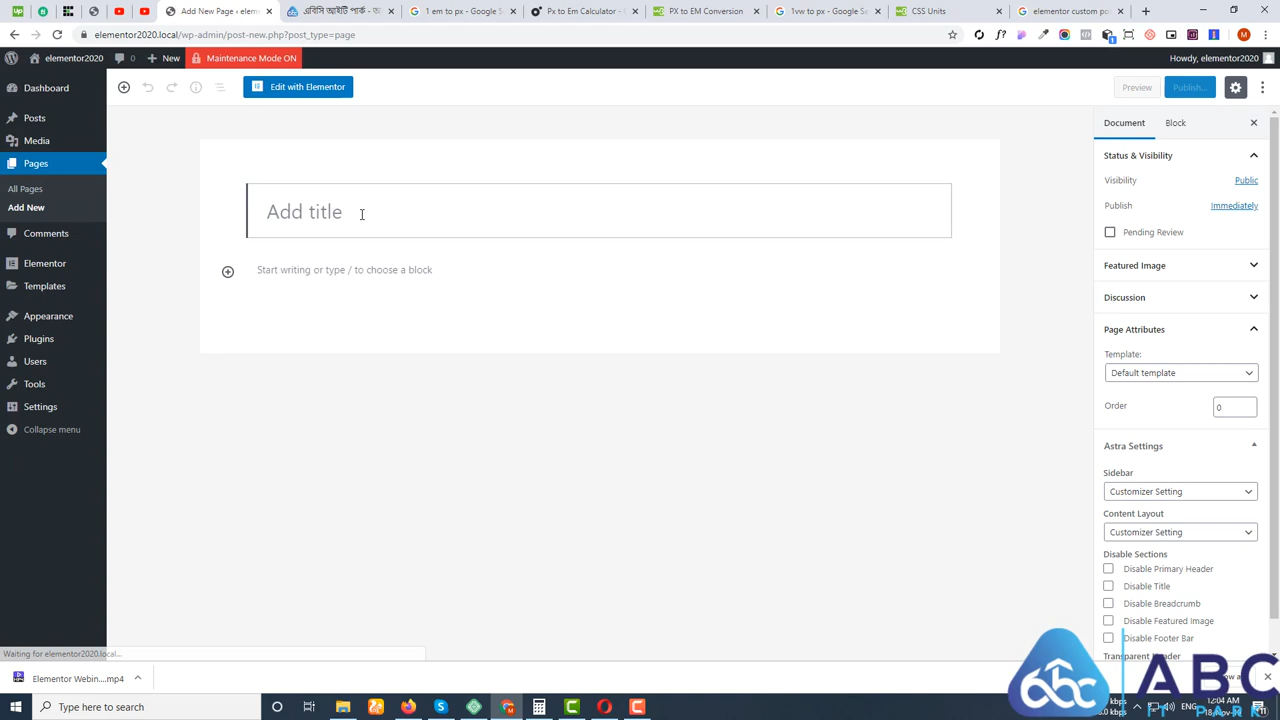 Add New Page ‹ elementor2020
এবিসি আইটি পার্ক -
1 em to px - Google S
Px to Em Calculator -
PX to EM Conversion
1vw to px - Google S
CSS Units
elementor custom po
elementor2020.local/wp-admin/post-new.php?post_type=page
elementor2020
0
New
Maintenance Mode ON
Howdy, elementor2020
Dashboard
Posts
Media
Pages
All Pages
Add New
Comments
Elementor
Templates
Appearance
Plugins
Users
Tools
Settings
Collapse menu
Edit with Elementor
Preview
Publish...
Add title
Start writing or type / to choose a block
Document
Block
Status & Visibility
Visibility
Public
Publish
Immediately
Pending Review
Featured Image
Discussion
Page Attributes
Template:
Default template
Order
0
Astra Settings
Sidebar
Customizer Setting
Content Layout
Customizer Setting
Disable Sections
Disable Primary Header
Disable Title
Disable Breadcrumb
Disable Featured Image
Disable Footer Bar
Waiting for elementor2020.local...
Elementor Webin....mp4
Type here to search
ENG
12:04 AM
abc
ABC
IT PARK